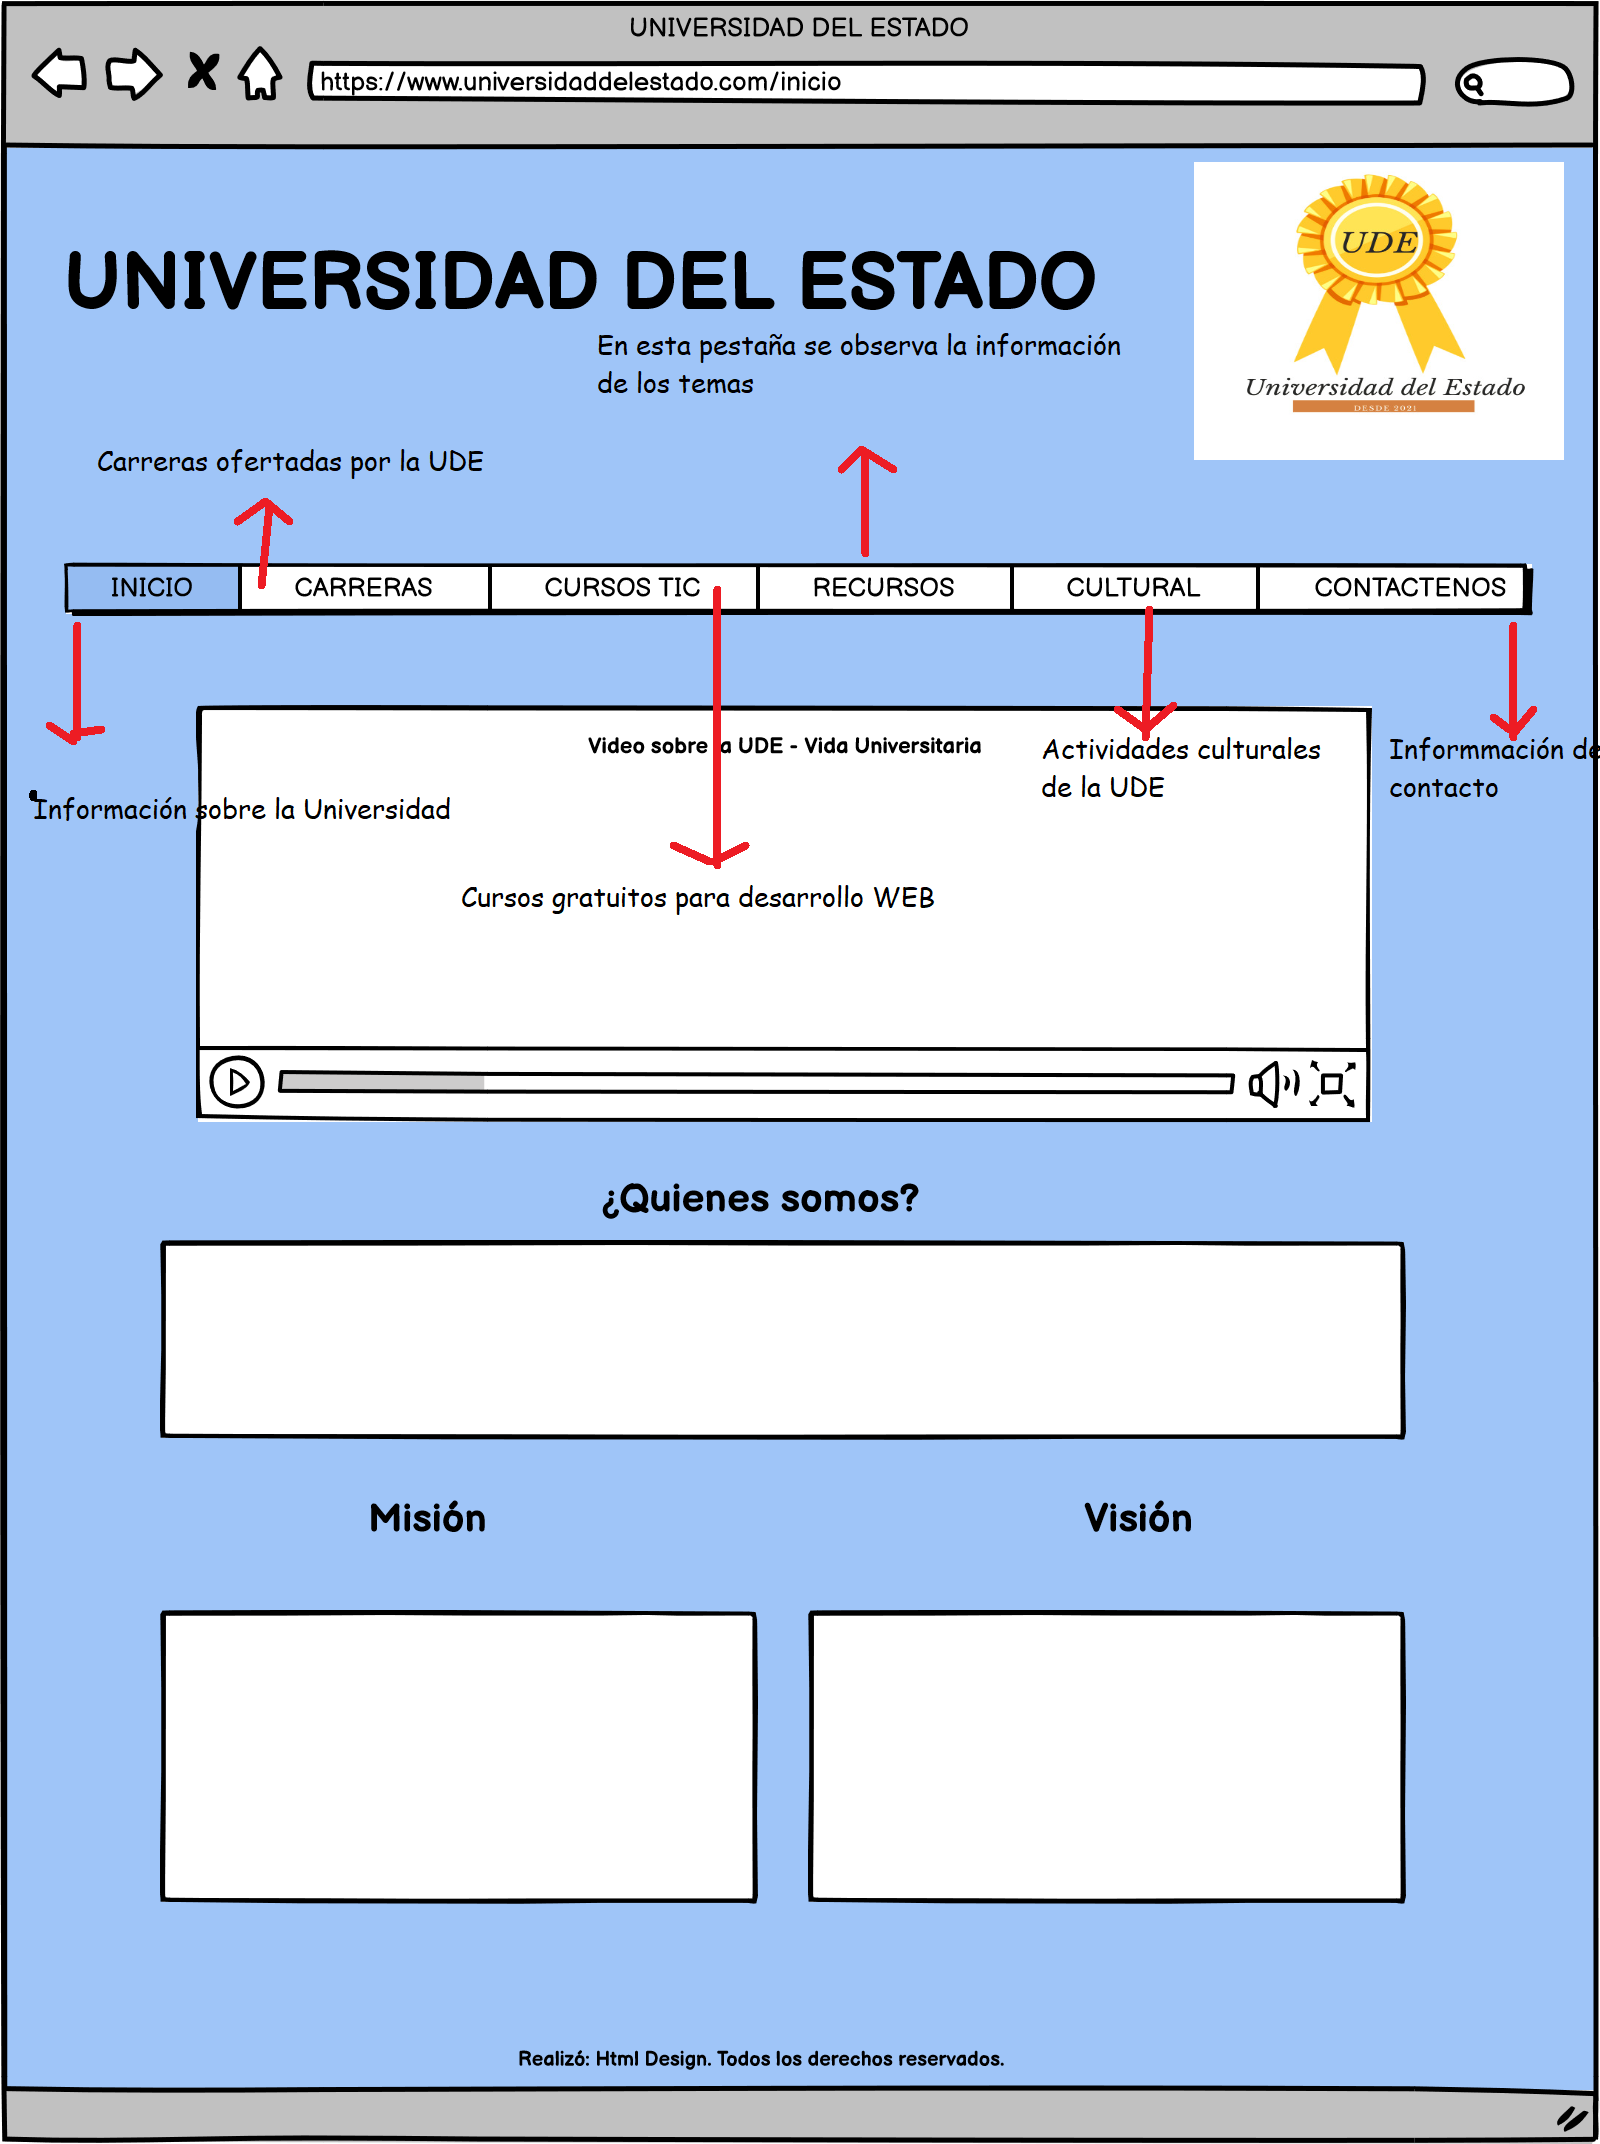 UNIVERSIDAD DEL ESTADO
https://www.universidaddelestado.com/inicio
UDE
Universidad del Estado
DESDE 2021
UNIVERSIDAD DEL ESTADO
En esta pestaña se observa la información
de los temas
Carreras ofertadas por la UDE
INICIO CARRERAS CURSOS TIC RECURSOS CULTURAL CONTACTENOS
Video sobre la UDE - Vida Universitaria
Actividades culturales
de la UDE
Informmación de
contacto
Información sobre la Universidad
Cursos gratuitos para desarrollo WEB
¿Quienes somos?
Misión
Visión
Realizó: Html Design. Todos los derechos reservados.